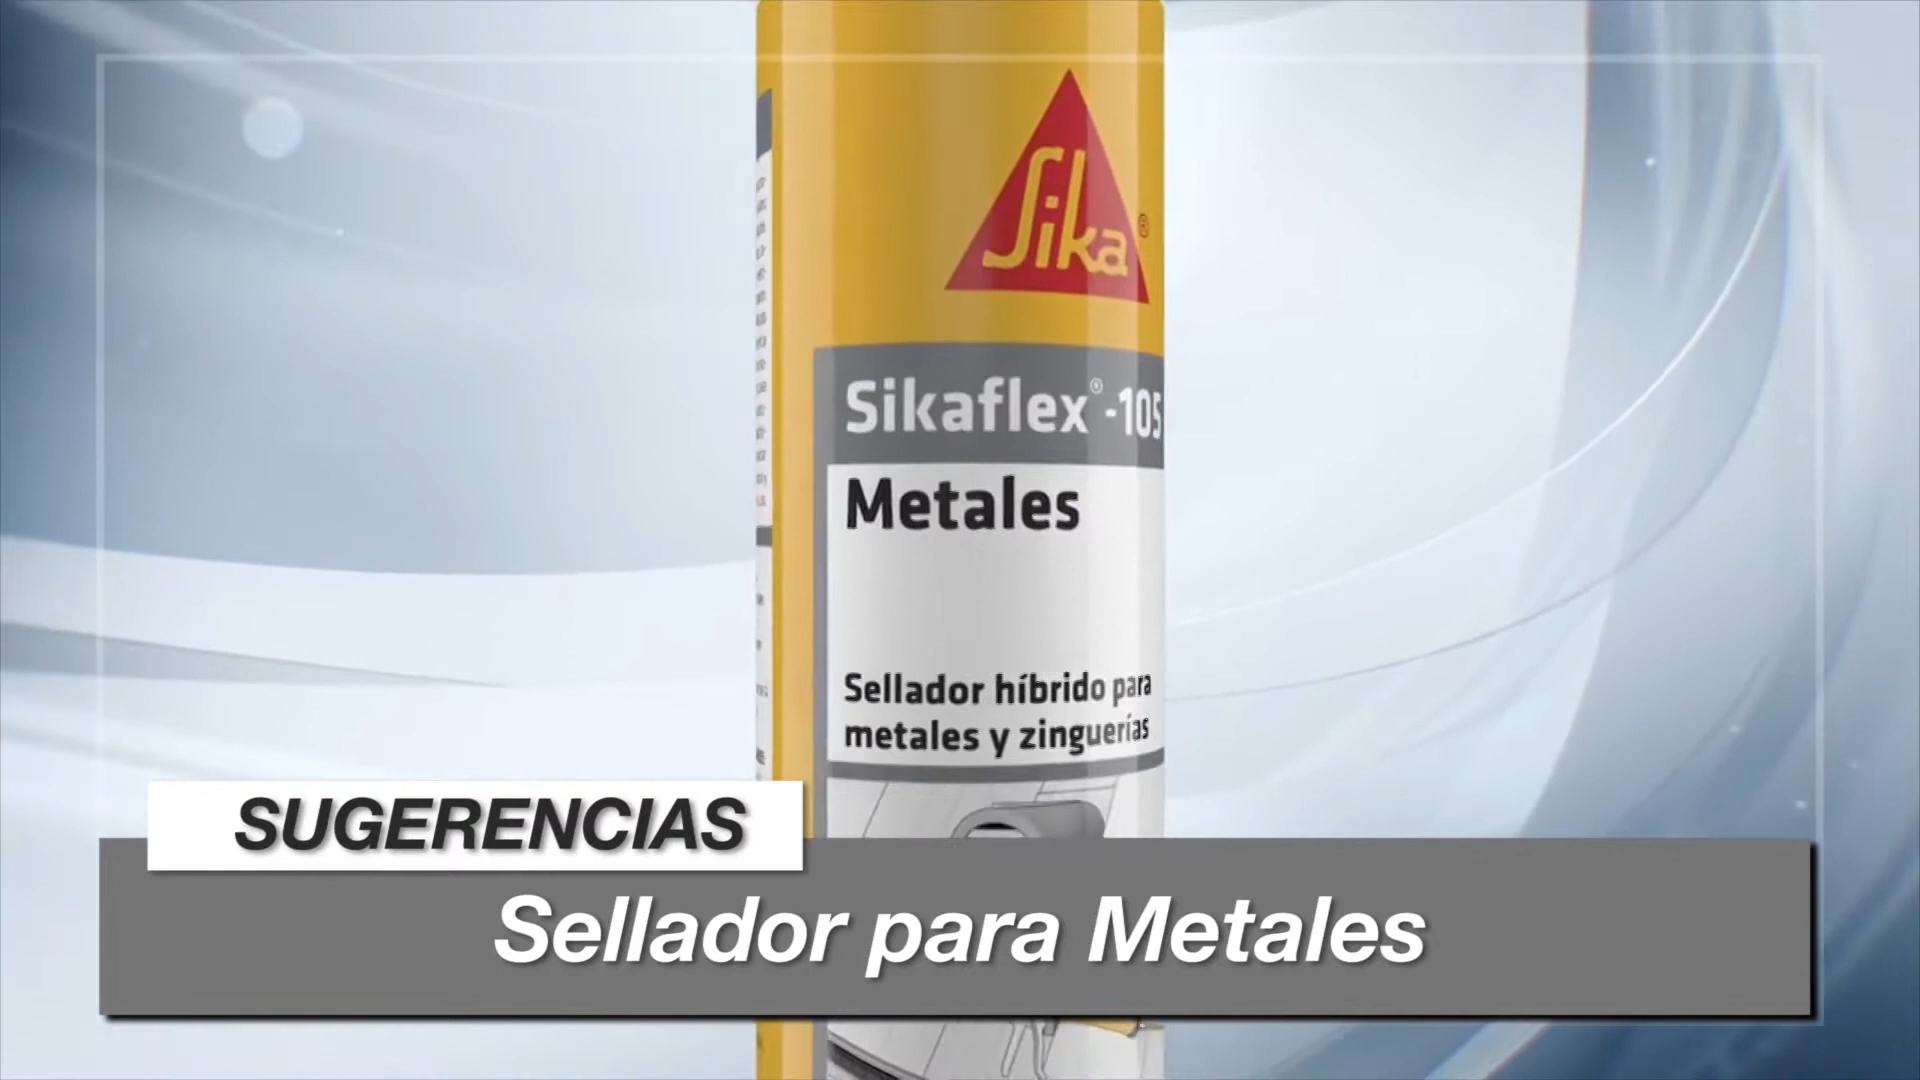 Sika®
Sikaflex®-105
Metales
Sellador híbrido para
metales y zinguerías
SUGERENCIAS
Sellador para Metales